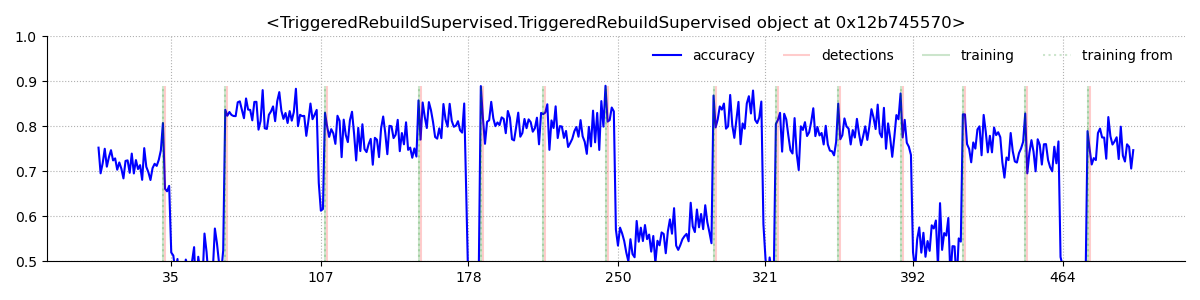 <TriggeredRebuildSupervised.TriggeredRebuildSupervised object at 0x12b745570>
accuracy detections training training from
1.0
0.9
0.8
0.7
0.6
0.5
35 107 178 250 321 392 464